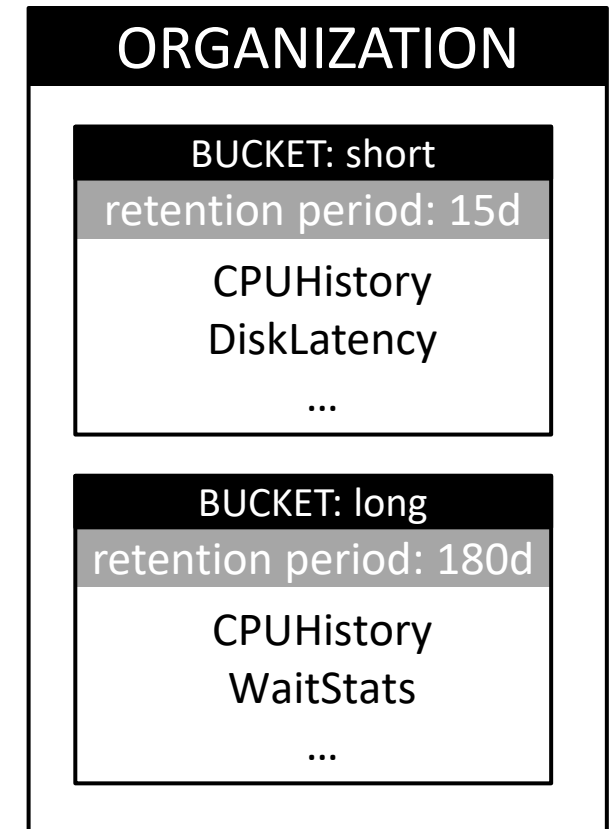 ORGANIZATION
BUCKET: short
retention period: 15d
CPUHistory
DiskLatency
…
BUCKET: long
retention period: 180d
CPUHistory
WaitStats
…